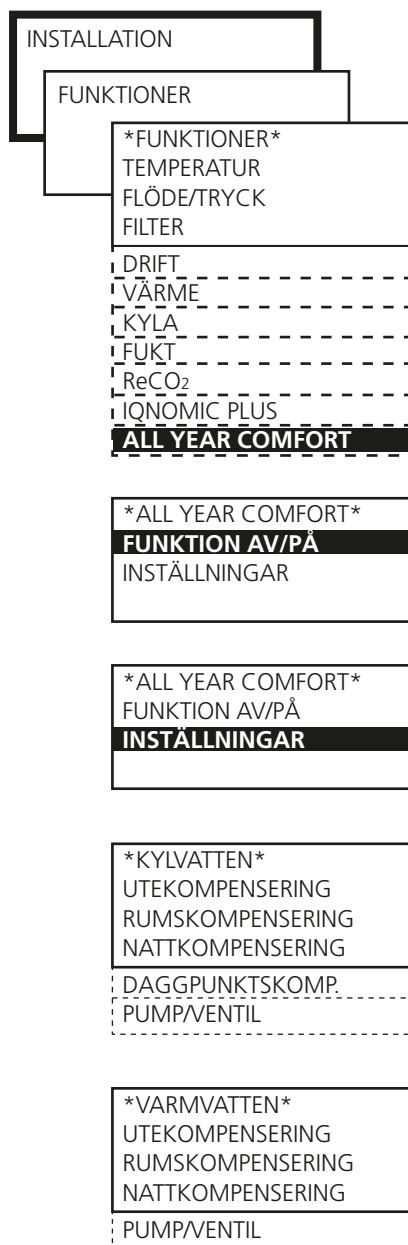 INSTALLATION
FUNKTIONER
*FUNKTIONER*
TEMPERATUR
FLÖDE/TRYCK
FILTER
DRIFT
VÄRME
KYLA
FUKT
ReCO₂
IQNOMIC PLUS
ALL YEAR COMFORT
*ALL YEAR COMFORT*
FUNKTION AV/PÅ
INSTÄLLNINGAR
*ALL YEAR COMFORT*
FUNKTION AV/PÅ
INSTÄLLNINGAR
*KYLVATTEN*
UTEKOMPENSERING
RUMSKOMPENSERING
NATTKOMPENSERING
DAGGPUNKTSKOMP.
PUMP/VENTIL
*VARMVATTEN*
UTEKOMPENSERING
RUMSKOMPENSERING
NATTKOMPENSERING
PUMP/VENTIL